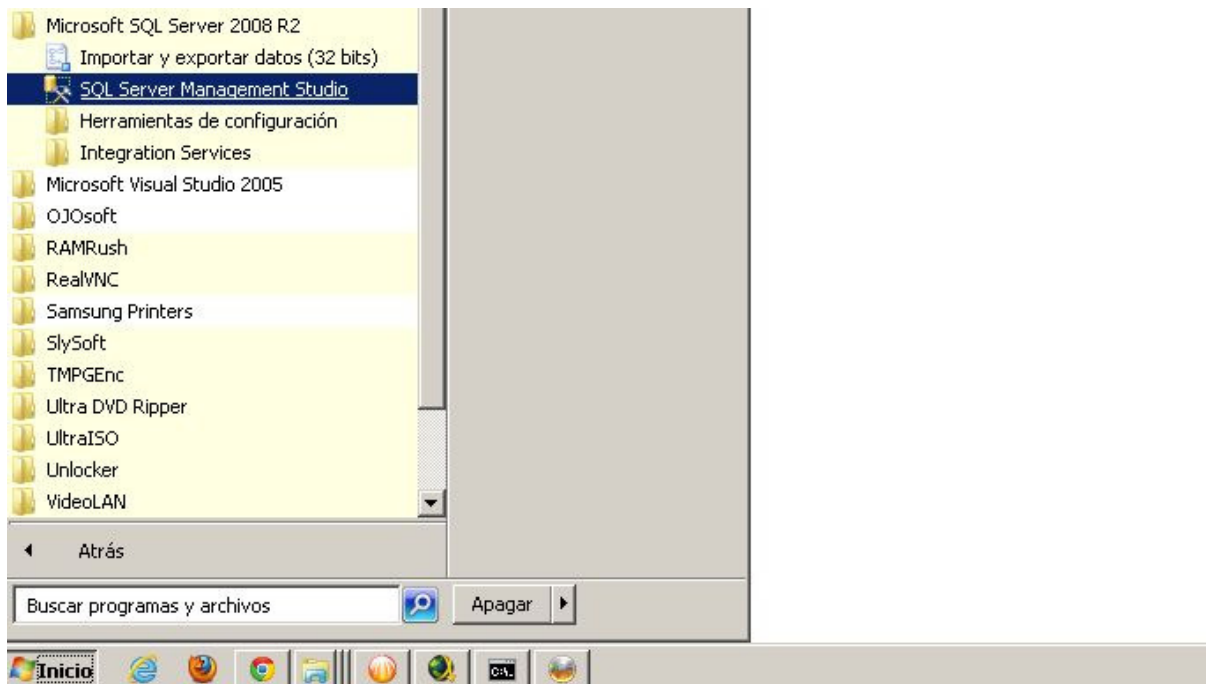 Microsoft SQL Server 2008 R2
Importar y exportar datos (32 bits)
SQL Server Management Studio
Herramientas de configuración
Integration Services
Microsoft Visual Studio 2005
OJOsoft
RAMRush
RealVNC
Samsung Printers
SlySoft
TMPGEnc
Ultra DVD Ripper
UltraISO
Unlocker
VideoLAN
Atrás
Buscar programas y archivos
Apagar
Inicio
C:\.